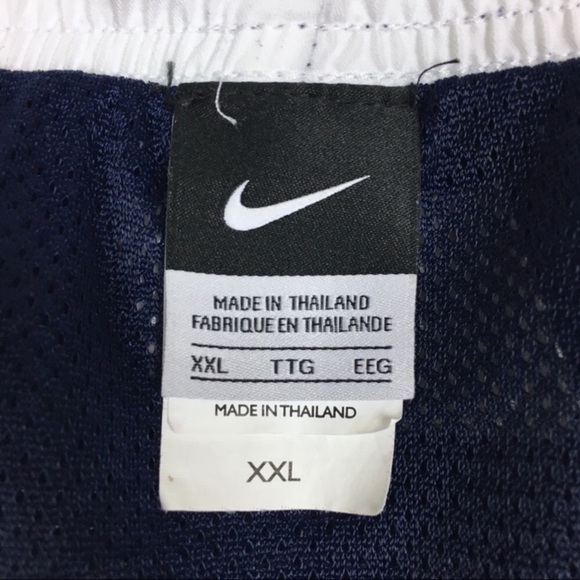 MADE IN THAILAND
FABRIQUE EN THAILANDE
XXL TTG EEG
MADE IN THAILAND
XXL